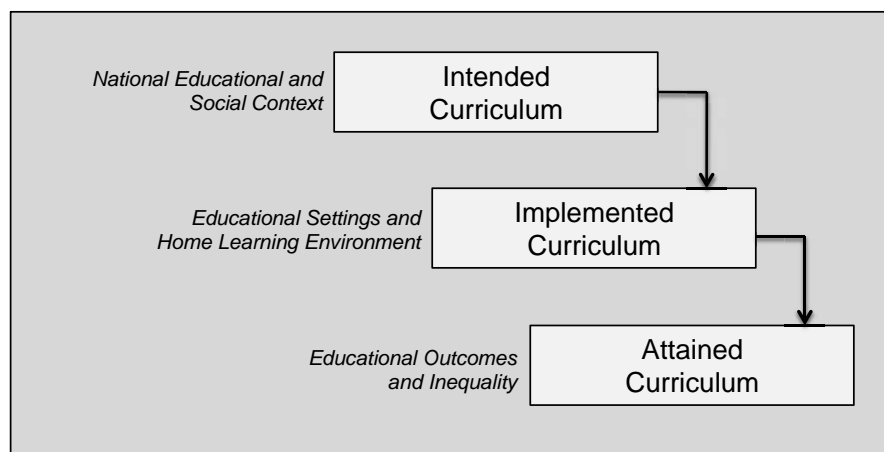 National Educational and
Social Context
Intended
Curriculum
Educational Settings and
Home Learning Environment
Implemented
Curriculum
Educational Outcomes
and Inequality
Attained
Curriculum